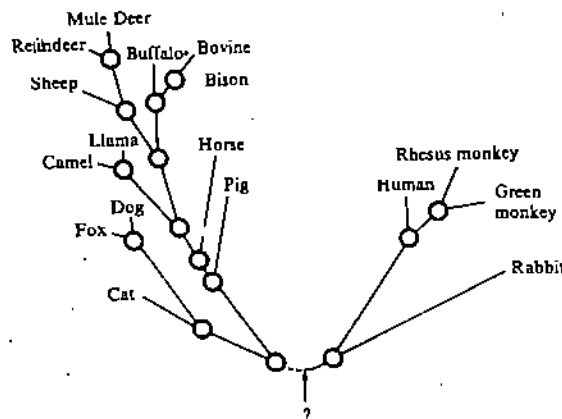 Mule Deer
Reindeer
Buffalo
Bovine
Bison
Sheep
Llama
Camel
Horse
Pig
Dog
Fox
Cat
Rhesus monkey
Human
Green
monkey
Rabbit
?